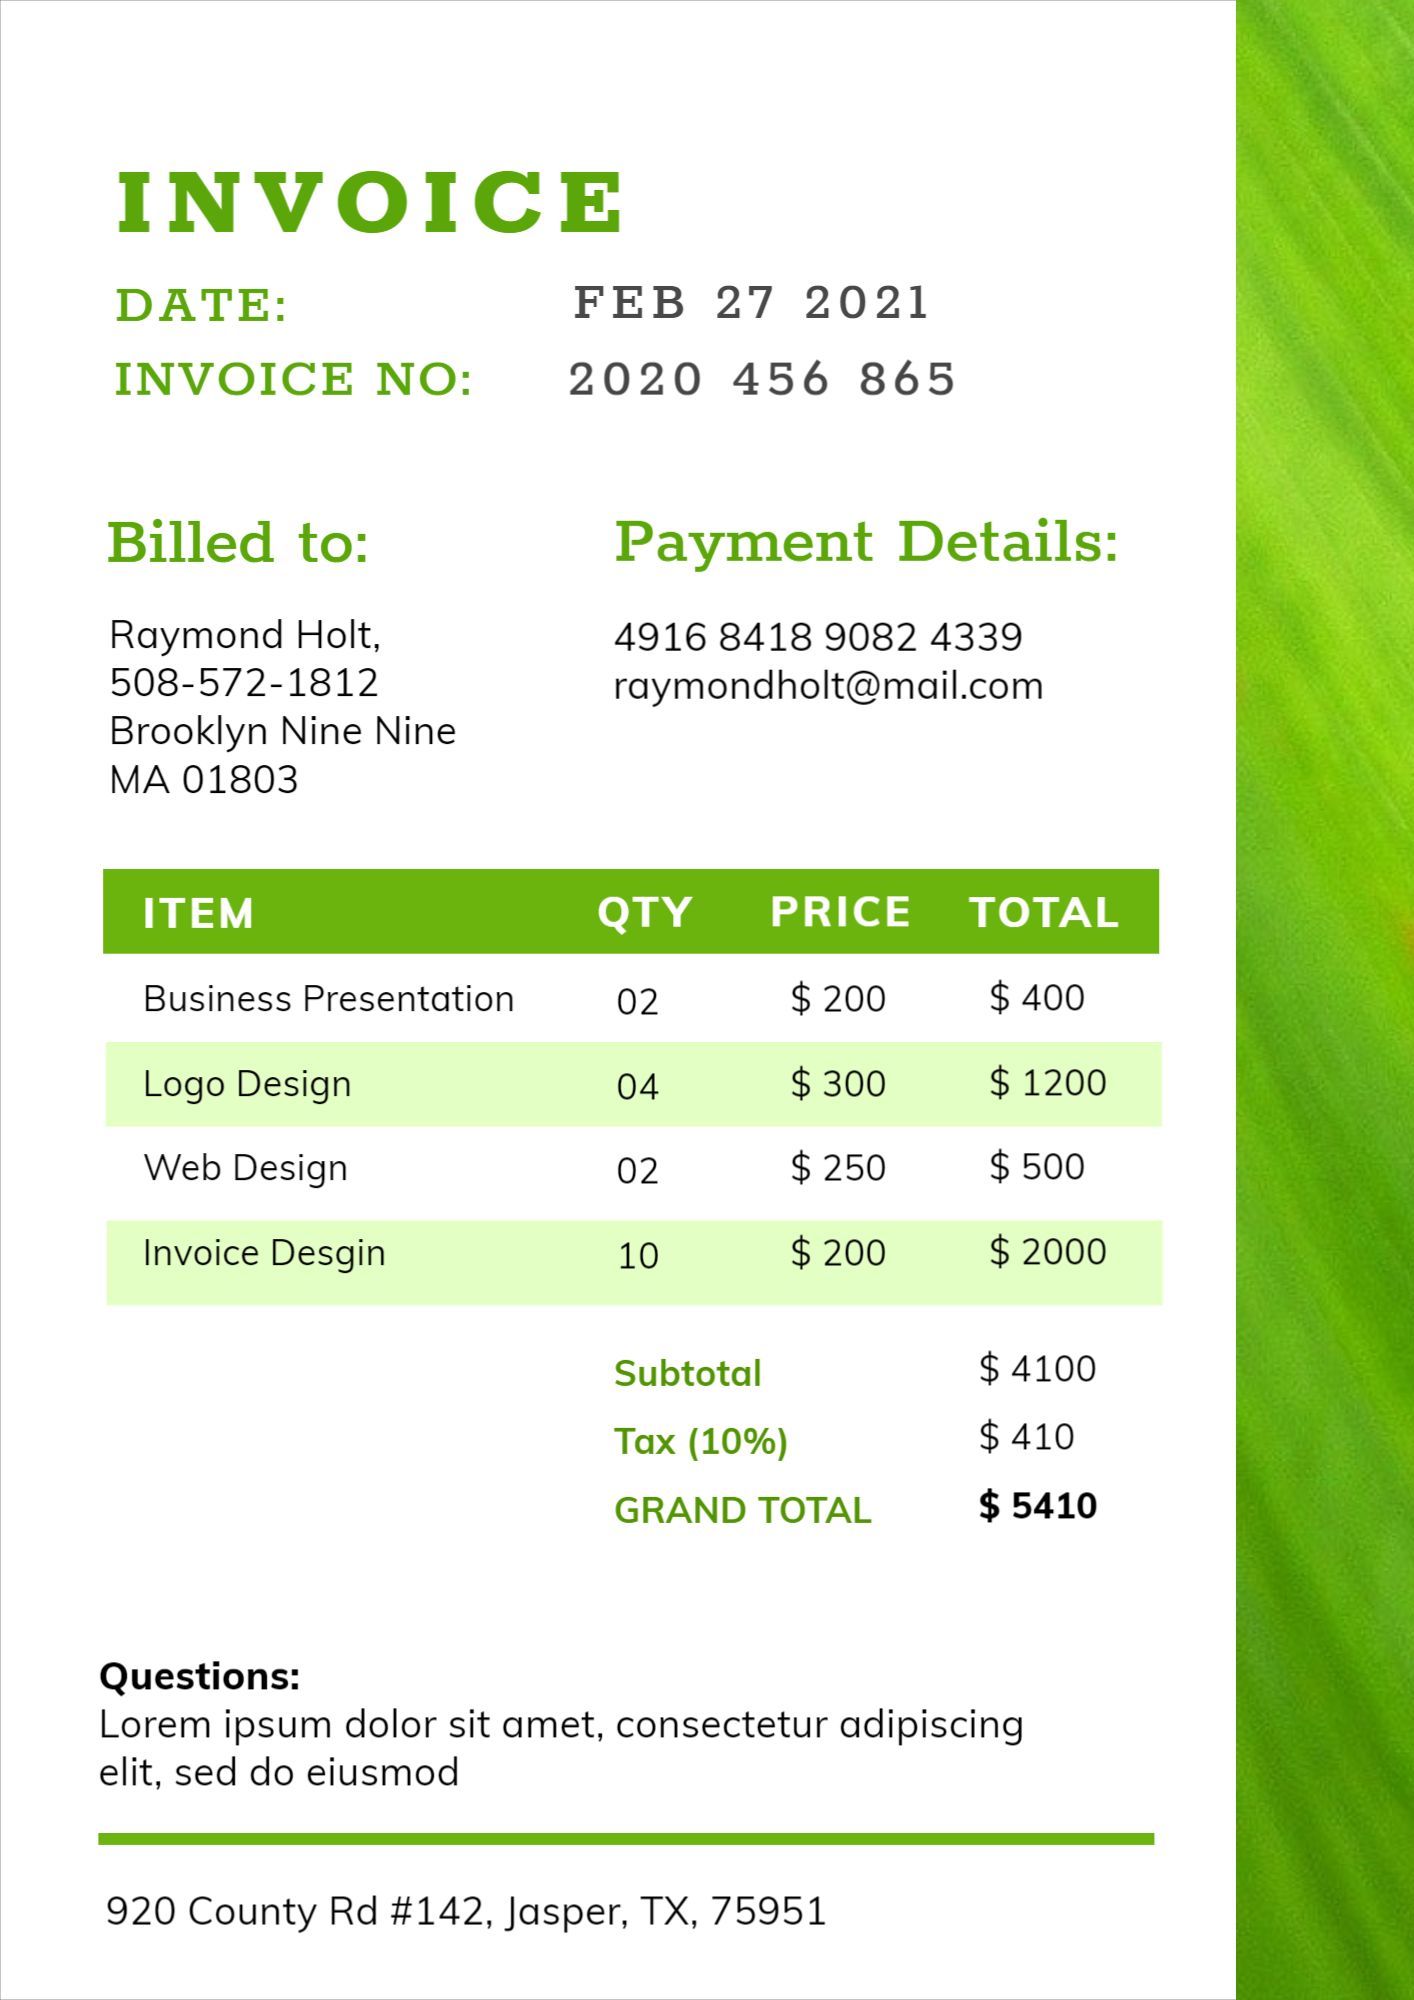 INVOICE
DATE: FEB 27 2021
INVOICE NO: 2020 456 865
Billed to:
Raymond Holt,
508-572-1812
Brooklyn Nine Nine
MA 01803
Payment Details:
4916 8418 9082 4339
raymondholt@mail.com
ITEM QTY PRICE TOTAL
Business Presentation 02 $ 200 $ 400
Logo Design 04 $ 300 $ 1200
Web Design 02 $ 250 $ 500
Invoice Desgin 10 $ 200 $ 2000
Subtotal $ 4100
Tax (10%) $ 410
GRAND TOTAL $ 5410
Questions:
Lorem ipsum dolor sit amet, consectetur adipiscing
elit, sed do eiusmod
920 County Rd #142, Jasper, TX, 75951